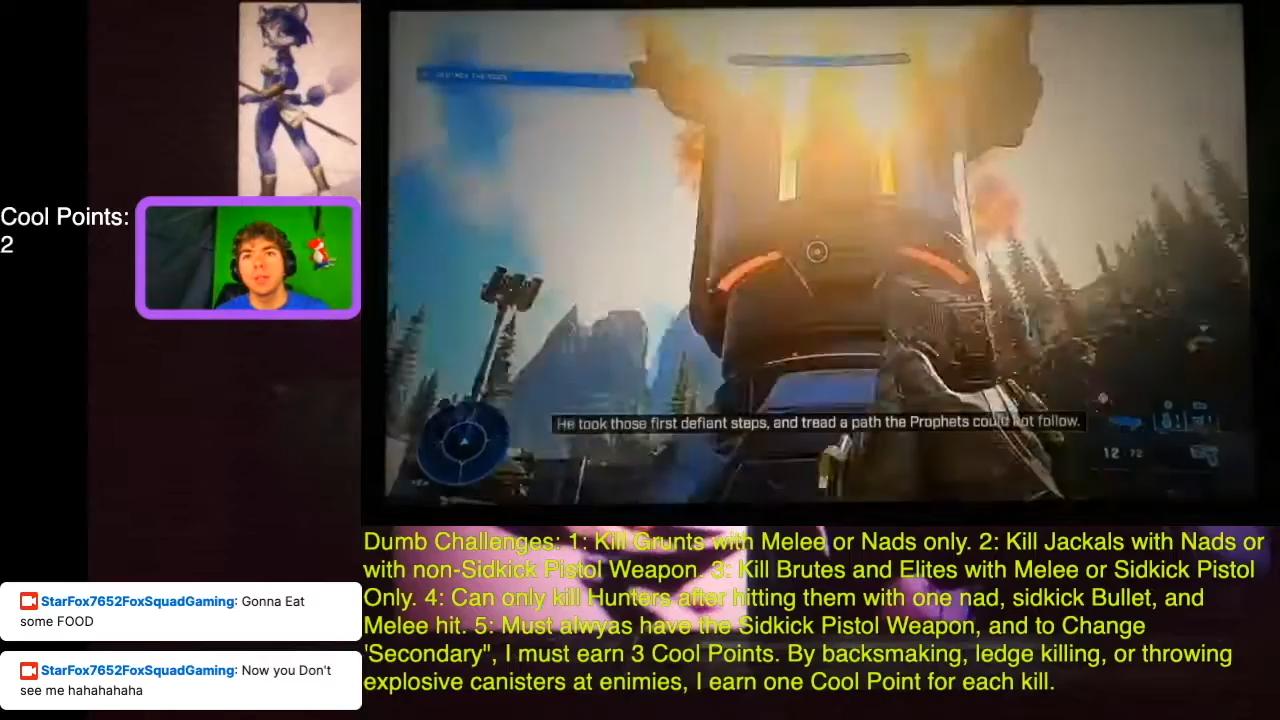 DESTROY THE
Cool Points:
2
He took those first defiant steps, and tread a path the Prophets could not follow.
12 72
Dumb Challenges: 1: Kill Grunts with Melee or Nads only. 2: Kill Jackals with Nads or
with non-Sidkick Pistol Weapon. 3: Kill Brutes and Elites with Melee or Sidkick Pistol
Only. 4: Can only kill Hunters after hitting them with one nad, sidkick Bullet, and
Melee hit. 5: Must alwyas have the Sidkick Pistol Weapon, and to Change
'Secondary", I must earn 3 Cool Points. By backsmaking, ledge killing, or throwing
explosive canisters at enimies, I earn one Cool Point for each kill.
StarFox7652FoxSquadGaming: Gonna Eat
some FOOD
StarFox7652FoxSquadGaming: Now you Don't
see me hahahahaha